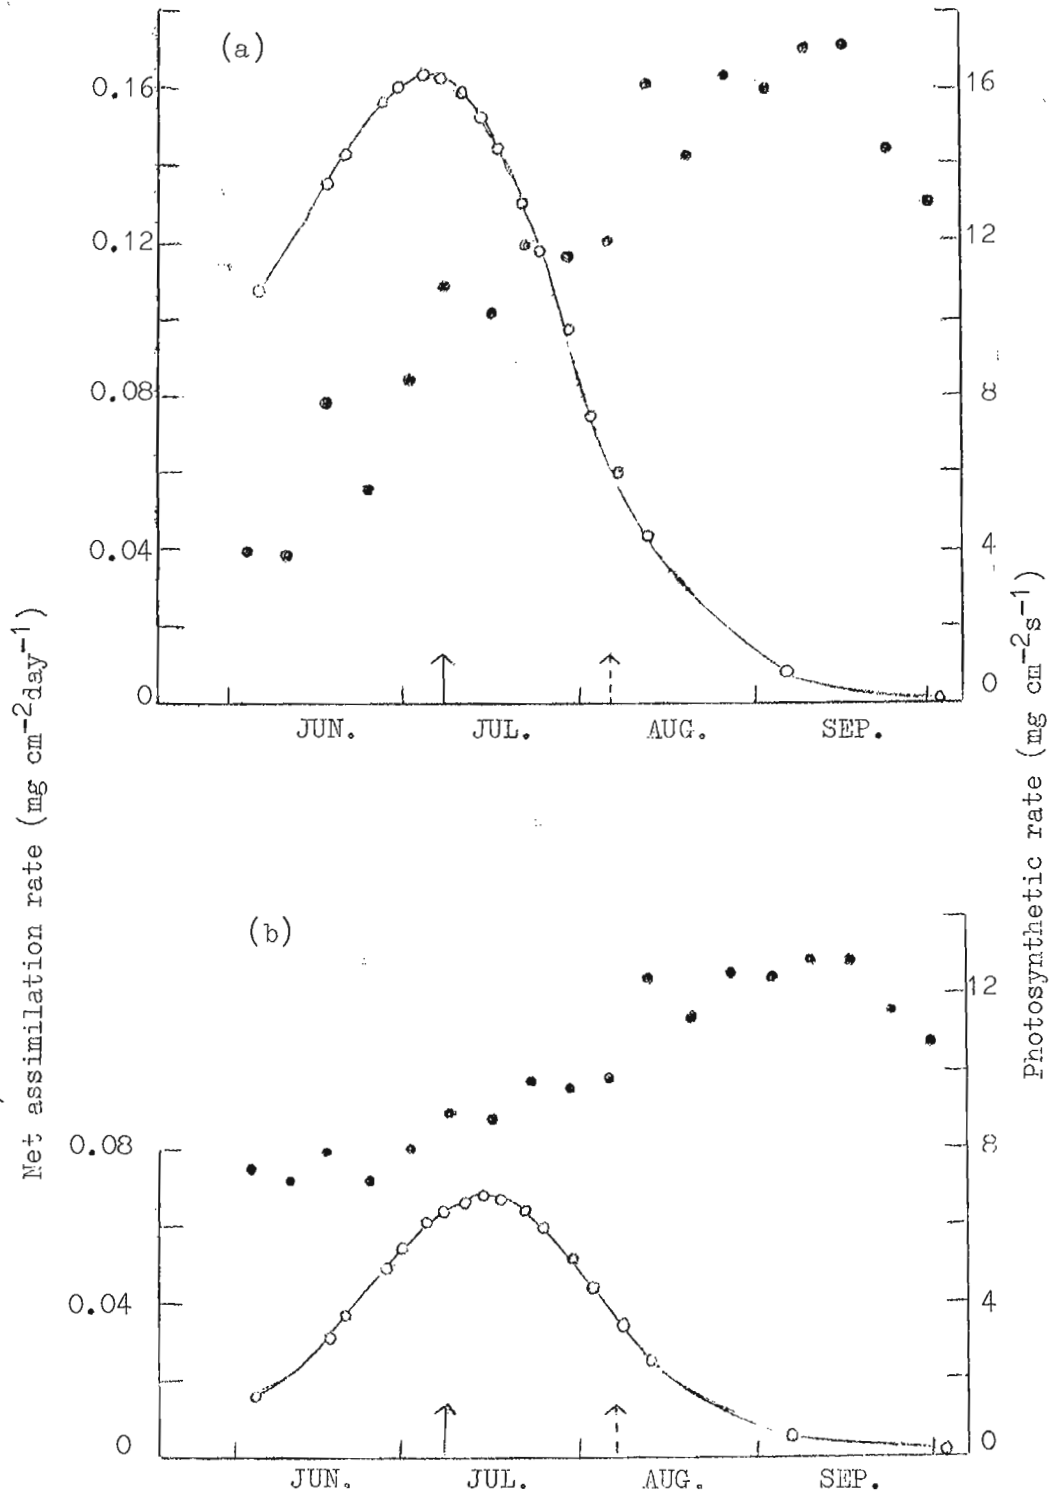 (a)
0.16
0.12
0.08
0.04
0
16
12
8
4
0
JUN. JUL. AUG. SEP.
Net assimilation rate (mg cm-2day-1)
Photosynthetic rate (mg cm-2s-1)
(b)
0.08
0.04
0
12
8
4
0
JUN. JUL. AUG. SEP.